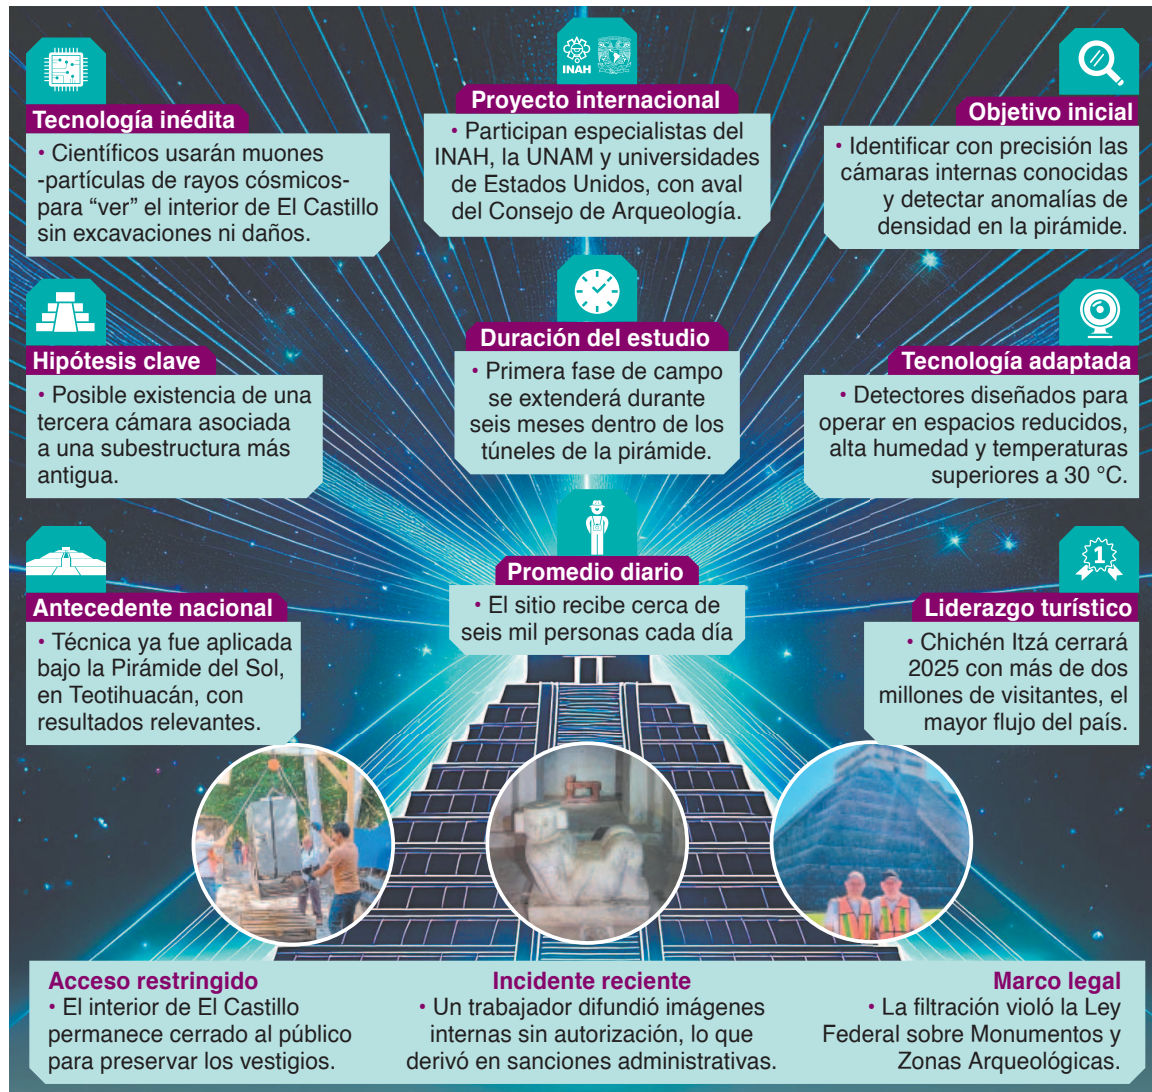 Tecnología inédita
• Científicos usarán muones
-partículas de rayos cósmicos-
para “ver” el interior de El Castillo
sin excavaciones ni daños.
INAH
Proyecto internacional
• Participan especialistas del
INAH, la UNAM y universidades
de Estados Unidos, con aval
del Consejo de Arqueología.
Objetivo inicial
• Identificar con precisión las
cámaras internas conocidas
y detectar anomalías de
densidad en la pirámide.
Hipótesis clave
• Posible existencia de una
tercera cámara asociada
a una subestructura más
antigua.
Duración del estudio
• Primera fase de campo
se extenderá durante
seis meses dentro de los
túneles de la pirámide.
Tecnología adaptada
• Detectores diseñados para
operar en espacios reducidos,
alta humedad y temperaturas
superiores a 30 °C.
Antecedente nacional
• Técnica ya fue aplicada
bajo la Pirámide del Sol,
en Teotihuacán, con
resultados relevantes.
Promedio diario
• El sitio recibe cerca de
seis mil personas cada día
1
Liderazgo turístico
• Chichén Itzá cerrará
2025 con más de dos
millones de visitantes, el
mayor flujo del país.
Acceso restringido
• El interior de El Castillo
permanece cerrado al público
para preservar los vestigios.
Incidente reciente
• Un trabajador difundió imágenes
internas sin autorización, lo que
derivó en sanciones administrativas.
Marco legal
• La filtración violó la Ley
Federal sobre Monumentos y
Zonas Arqueológicas.